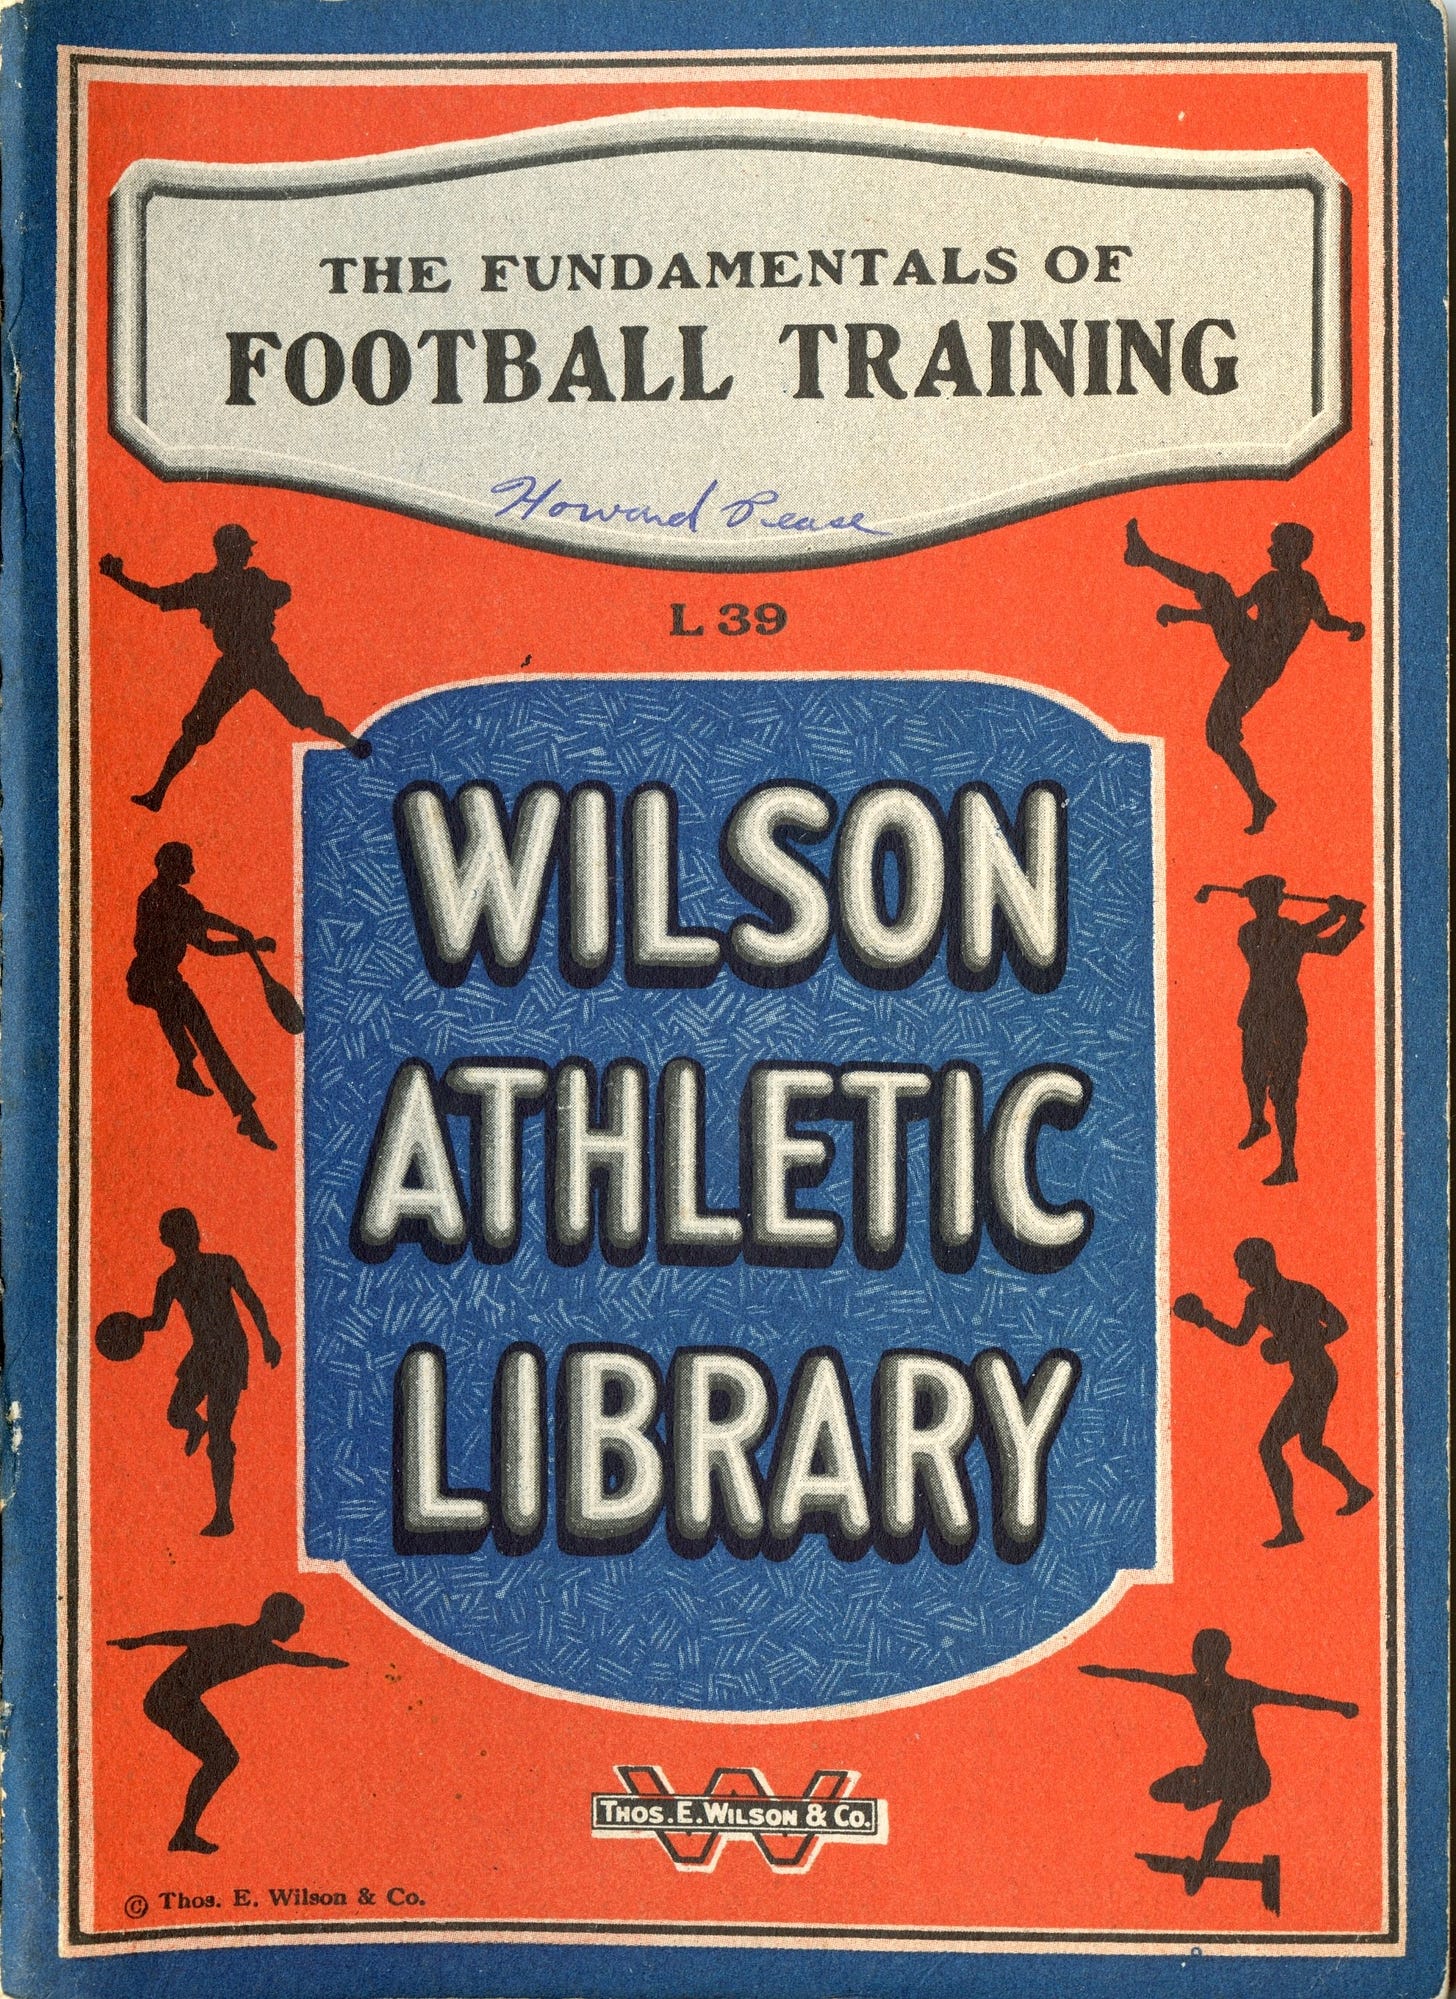 THE FUNDAMENTALS OF
FOOTBALL TRAINING
Howard Pease
L 39
WILSON
ATHLETIC
LIBRARY
THOS. E. WILSON & CO.
© Thos. E. Wilson & Co.